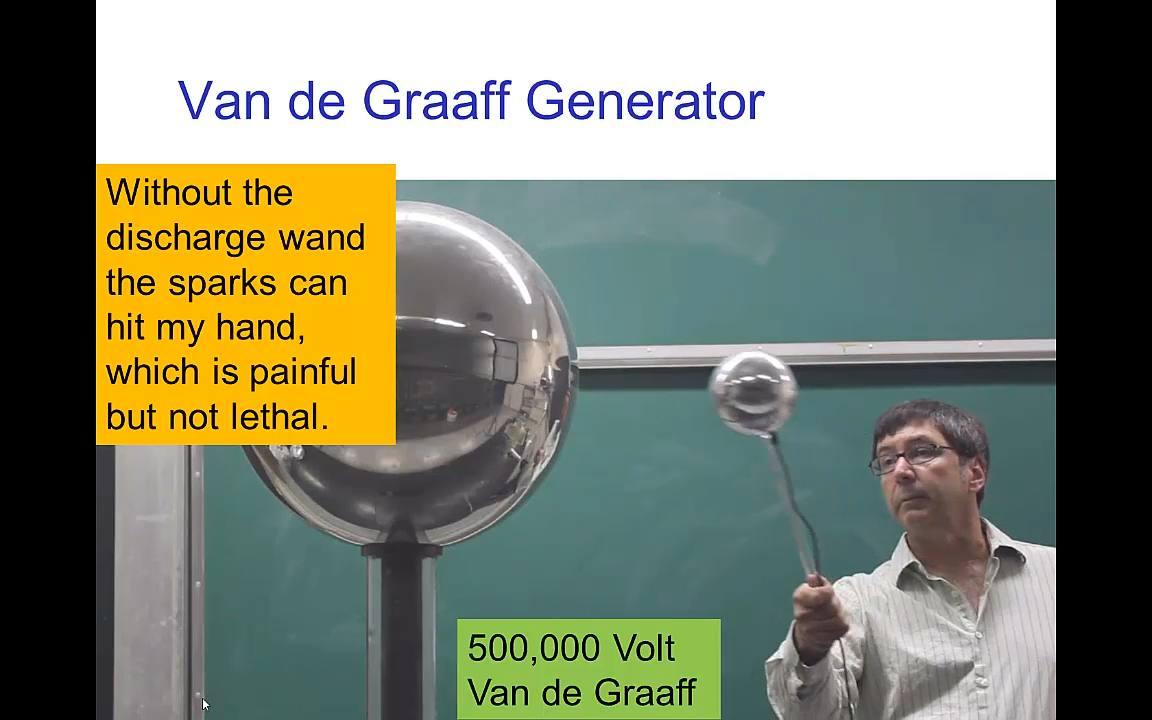 Van de Graaff Generator
Without the
discharge wand
the sparks can
hit my hand,
which is painful
but not lethal.
500,000 Volt
Van de Graaff